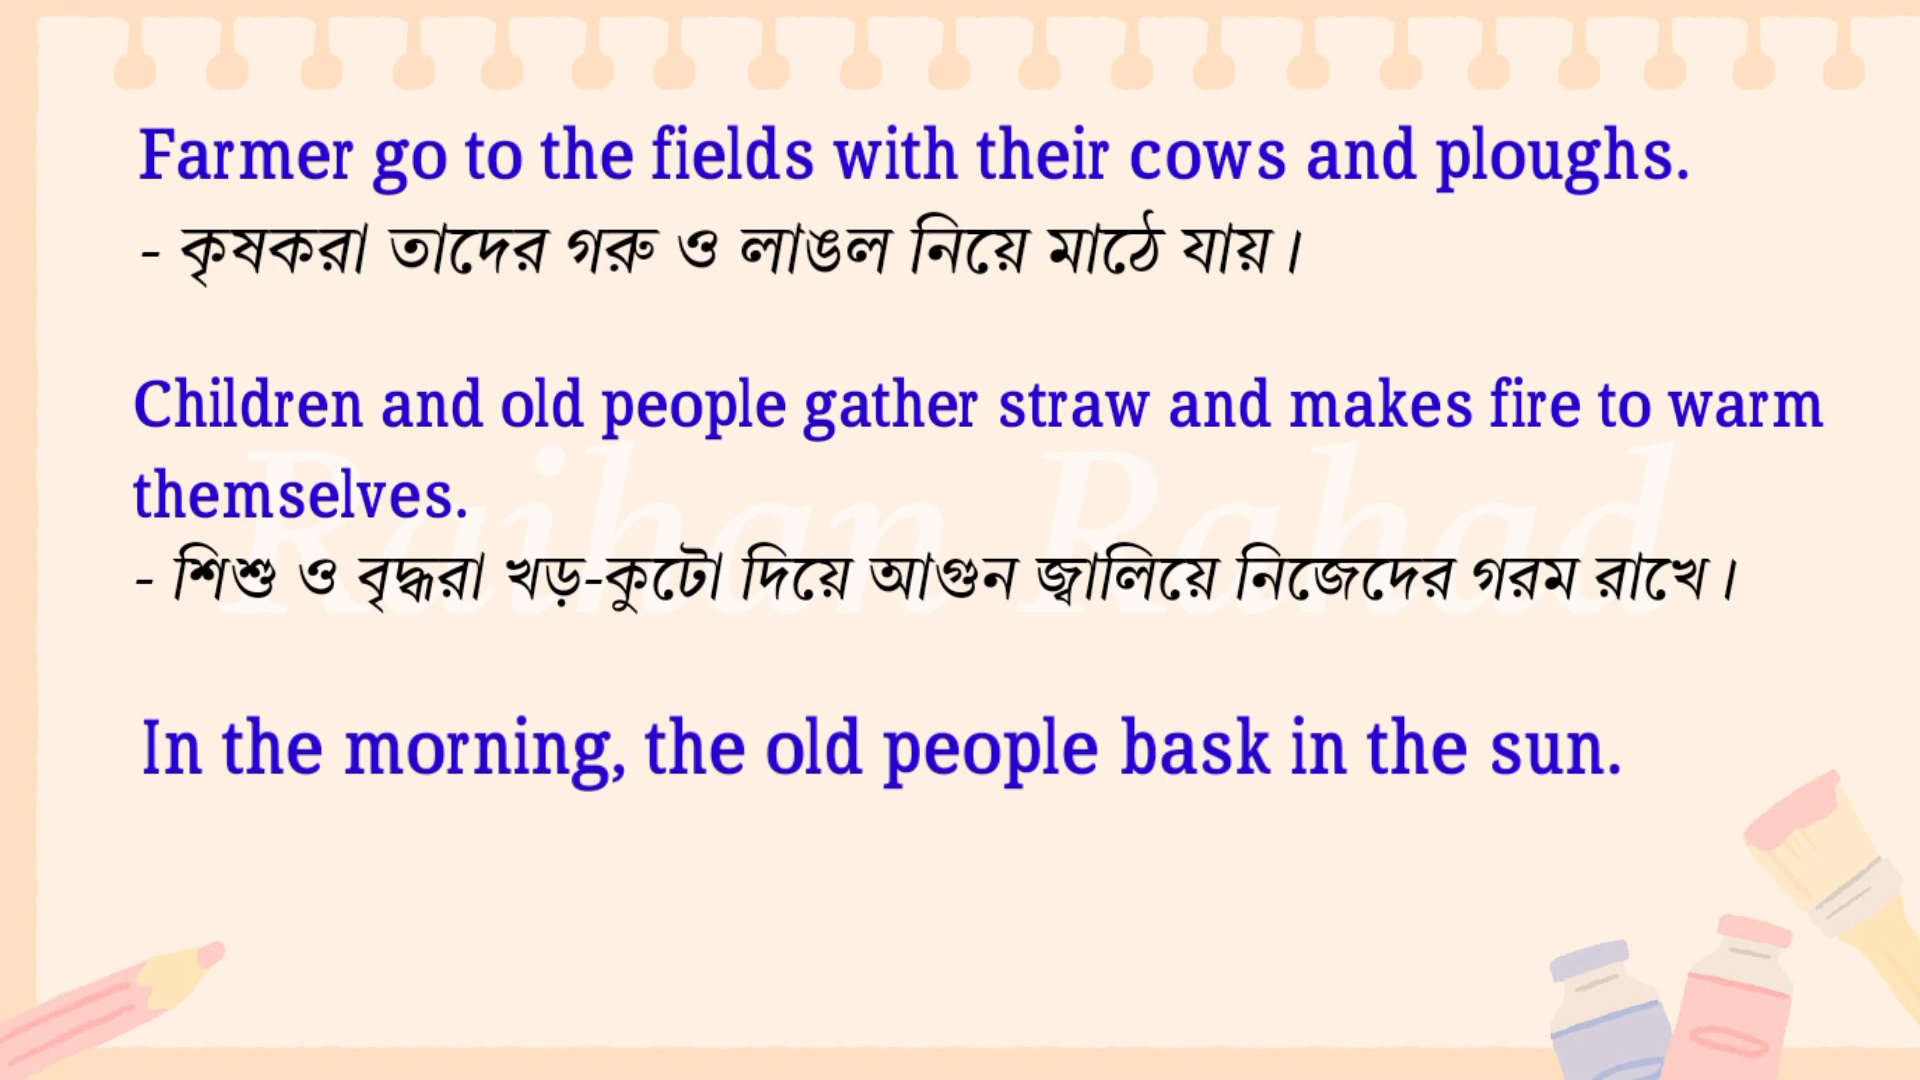 Farmer go to the fields with their cows and ploughs.
- কৃষকরা তাদের গরু ও লাঙল নিয়ে মাঠে যায়।
Children and old people gather straw and makes fire to warm
themselves.
- শিশু ও বৃদ্ধরা খড়-কুটো দিয়ে আগুন জ্বালিয়ে নিজেদের গরম রাখে।
In the morning, the old people bask in the sun.
Raihan Rahad